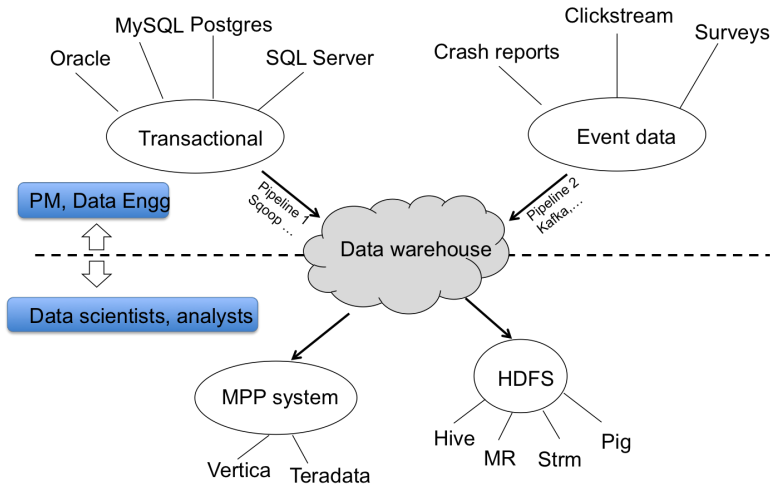 Clickstream
MySQL Postgres
Surveys
Oracle
SQL Server
Crash reports
Transactional
Event data
PM, Data Engg
Pipeline 1
Sqoop ...
Pipeline 2
Kafka,...
Data warehouse
Data scientists, analysts
MPP system
HDFS
Hive
MR
Strm
Pig
Vertica
Teradata